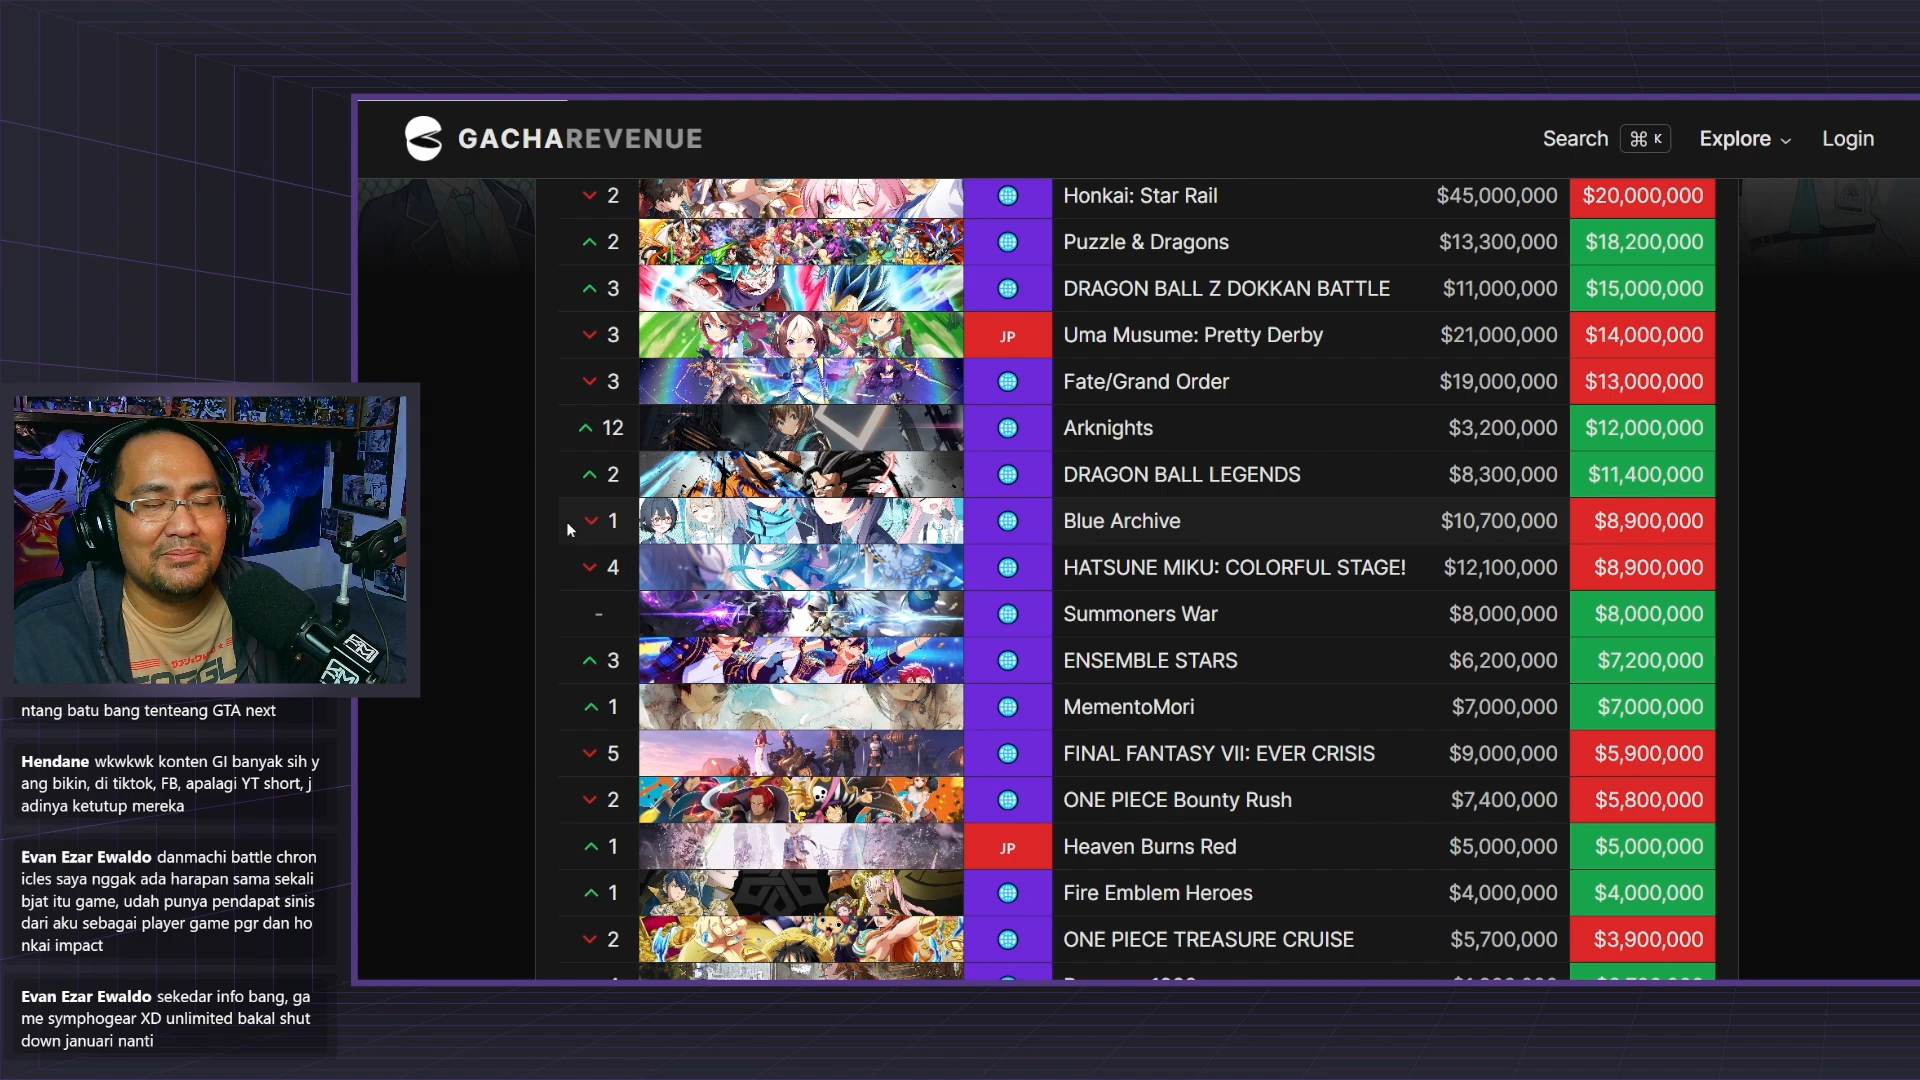 GACHAREVENUE
Search ⌘ K Explore Login
2 Honkai: Star Rail $45,000,000 $20,000,000
2 Puzzle & Dragons $13,300,000 $18,200,000
3 DRAGON BALL Z DOKKAN BATTLE $11,000,000 $15,000,000
3 JP Uma Musume: Pretty Derby $21,000,000 $14,000,000
3 Fate/Grand Order $19,000,000 $13,000,000
12 Arknights $3,200,000 $12,000,000
2 DRAGON BALL LEGENDS $8,300,000 $11,400,000
1 Blue Archive $10,700,000 $8,900,000
4 HATSUNE MIKU: COLORFUL STAGE! $12,100,000 $8,900,000
- Summoners War $8,000,000 $8,000,000
3 ENSEMBLE STARS $6,200,000 $7,200,000
1 MementoMori $7,000,000 $7,000,000
5 FINAL FANTASY VII: EVER CRISIS $9,000,000 $5,900,000
2 ONE PIECE Bounty Rush $7,400,000 $5,800,000
1 JP Heaven Burns Red $5,000,000 $5,000,000
1 Fire Emblem Heroes $4,000,000 $4,000,000
2 ONE PIECE TREASURE CRUISE $5,700,000 $3,900,000
ntang batu bang tenteang GTA next
Hendane wkwkwk konten GI banyak sih y
ang bikin, di tiktok, FB, apalagi YT short, j
adinya ketutup mereka
Evan Ezar Ewaldo danmachi battle chron
icles saya nggak ada harapan sama sekali
bjat itu game, udah punya pendapat sinis
dari aku sebagai player game pgr dan ho
nkai impact
Evan Ezar Ewaldo sekedar info bang, ga
me symphogear XD unlimited bakal shut
down januari nanti